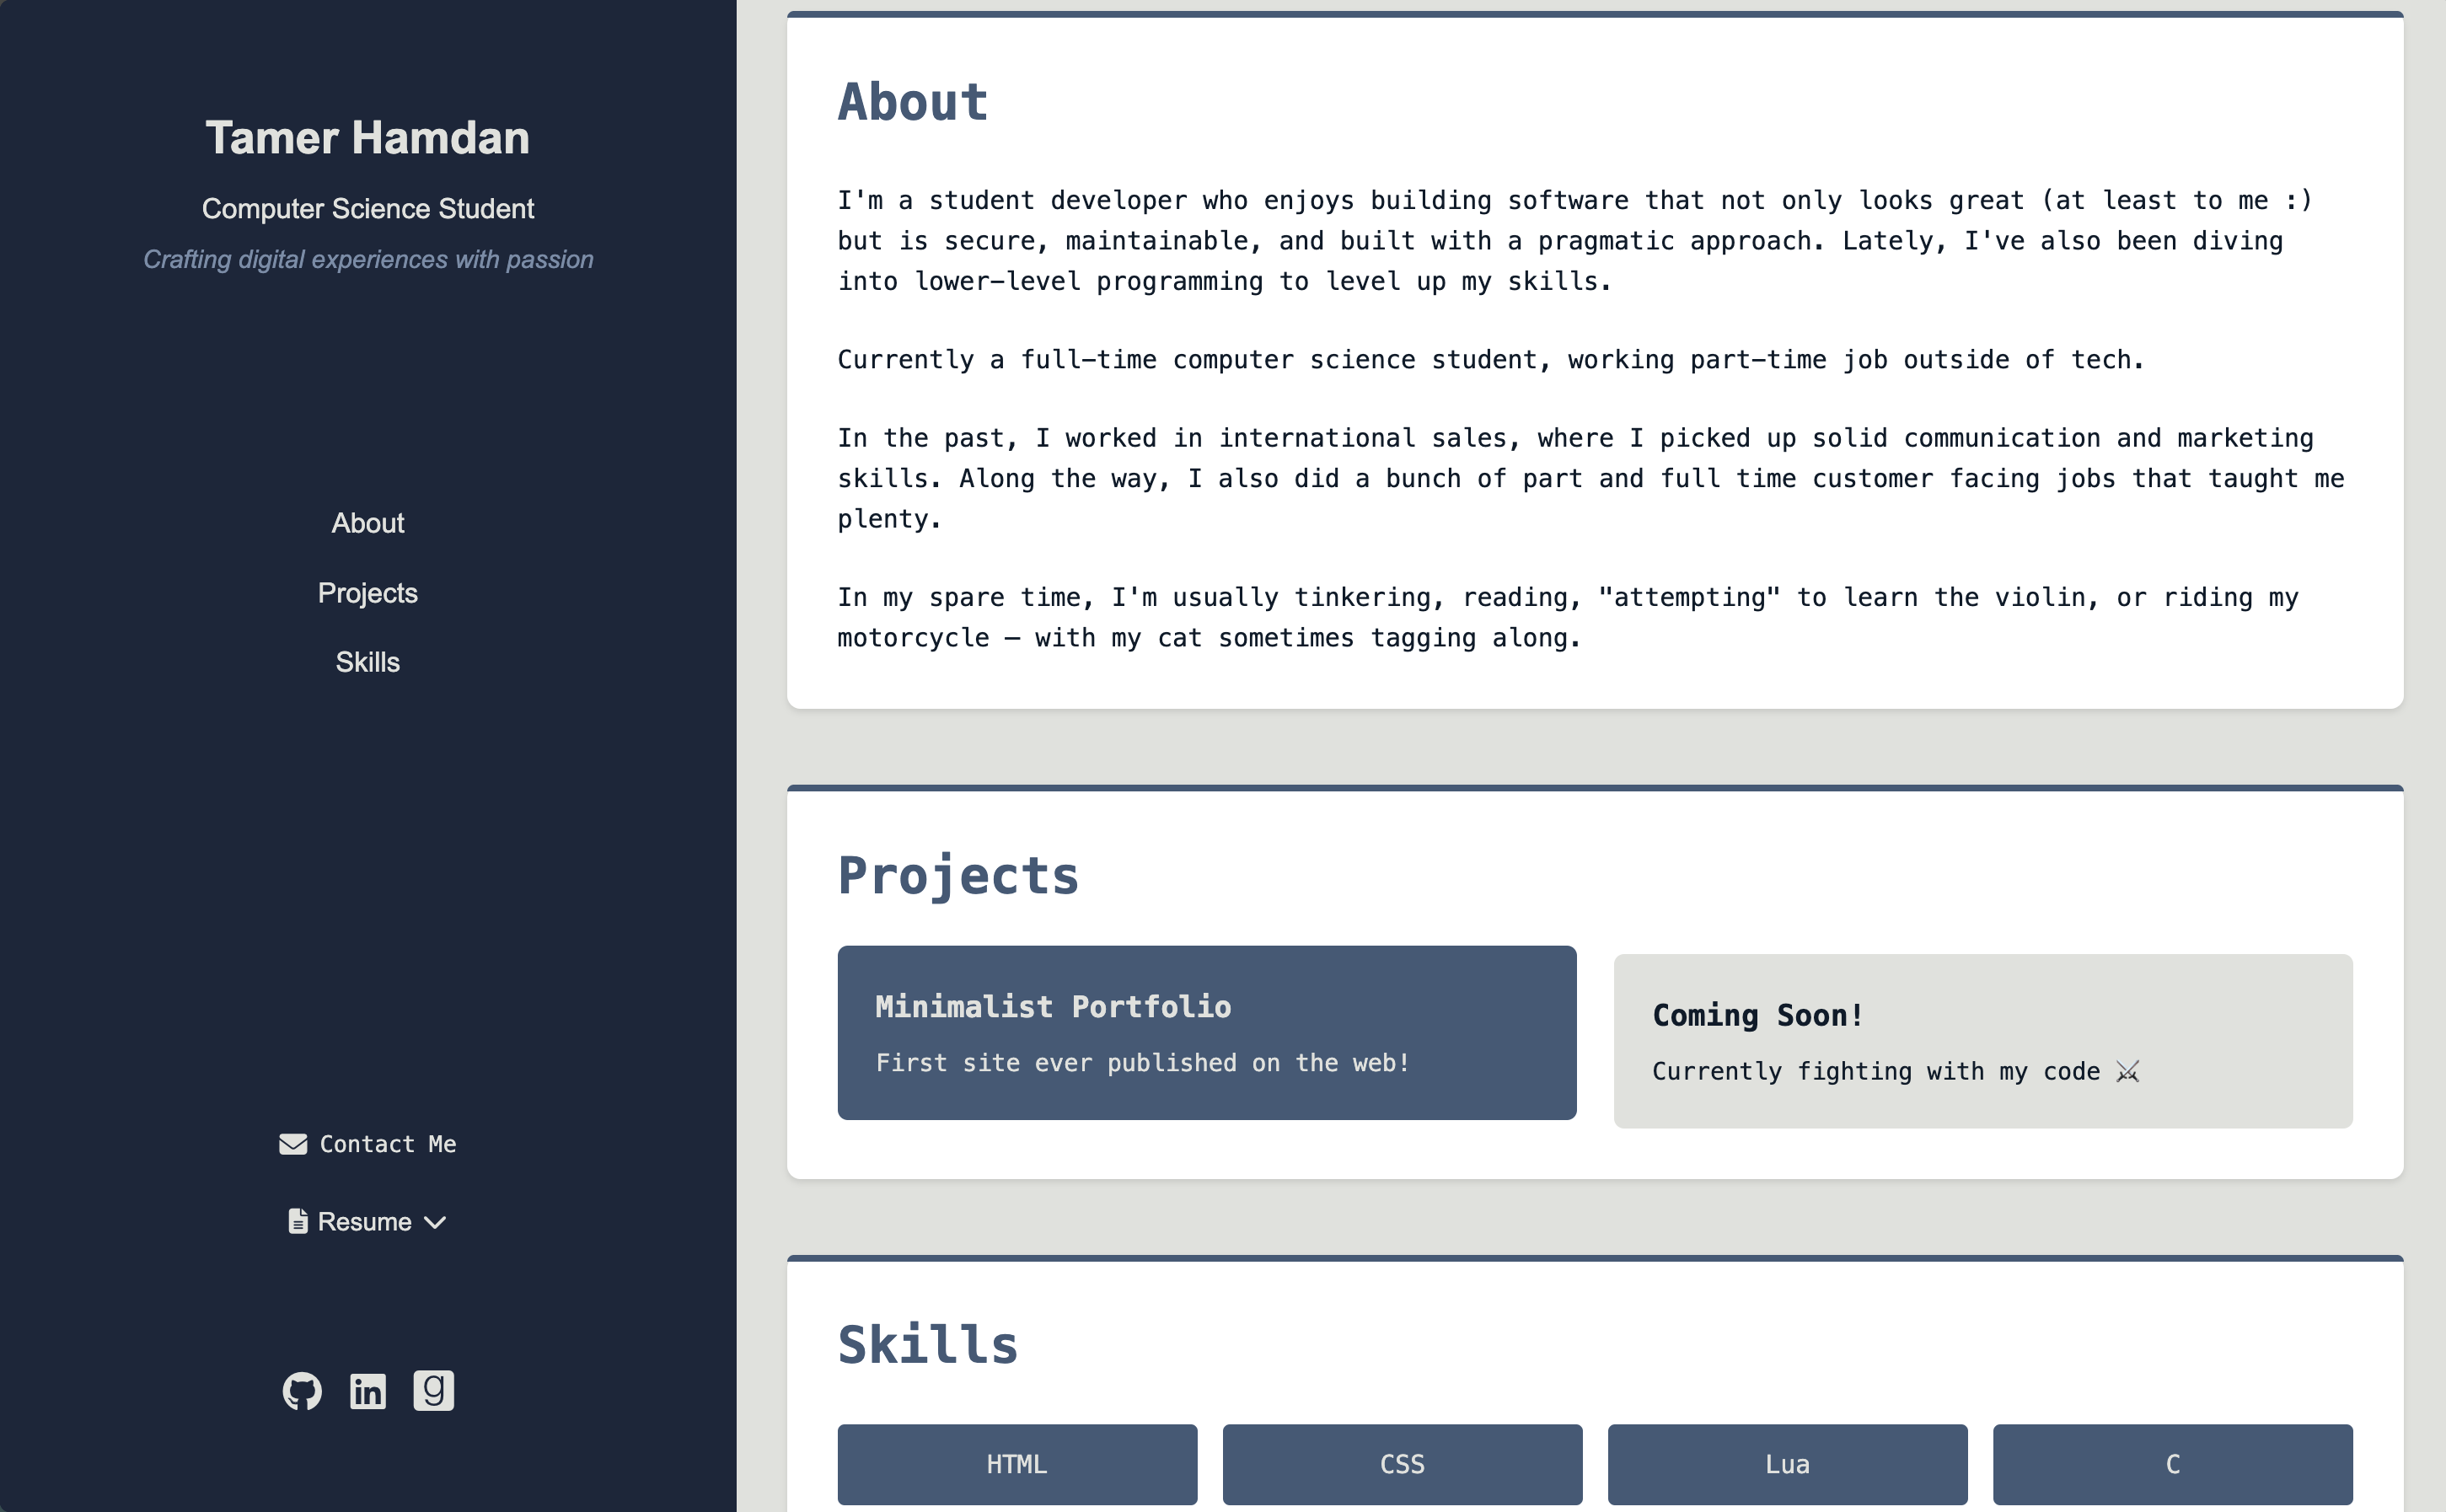 Tamer Hamdan
Computer Science Student
Crafting digital experiences with passion
About
Projects
Skills
Contact Me
Resume
in
g
About
I'm a student developer who enjoys building software that not only looks great (at least to me :)
but is secure, maintainable, and built with a pragmatic approach. Lately, I've also been diving
into lower-level programming to level up my skills.
Currently a full-time computer science student, working part-time job outside of tech.
In the past, I worked in international sales, where I picked up solid communication and marketing
skills. Along the way, I also did a bunch of part and full time customer facing jobs that taught me
plenty.
In my spare time, I'm usually tinkering, reading, "attempting" to learn the violin, or riding my
motorcycle — with my cat sometimes tagging along.
Projects
Minimalist Portfolio
First site ever published on the web!
Coming Soon!
Currently fighting with my code ⚔
Skills
HTML
CSS
Lua
C